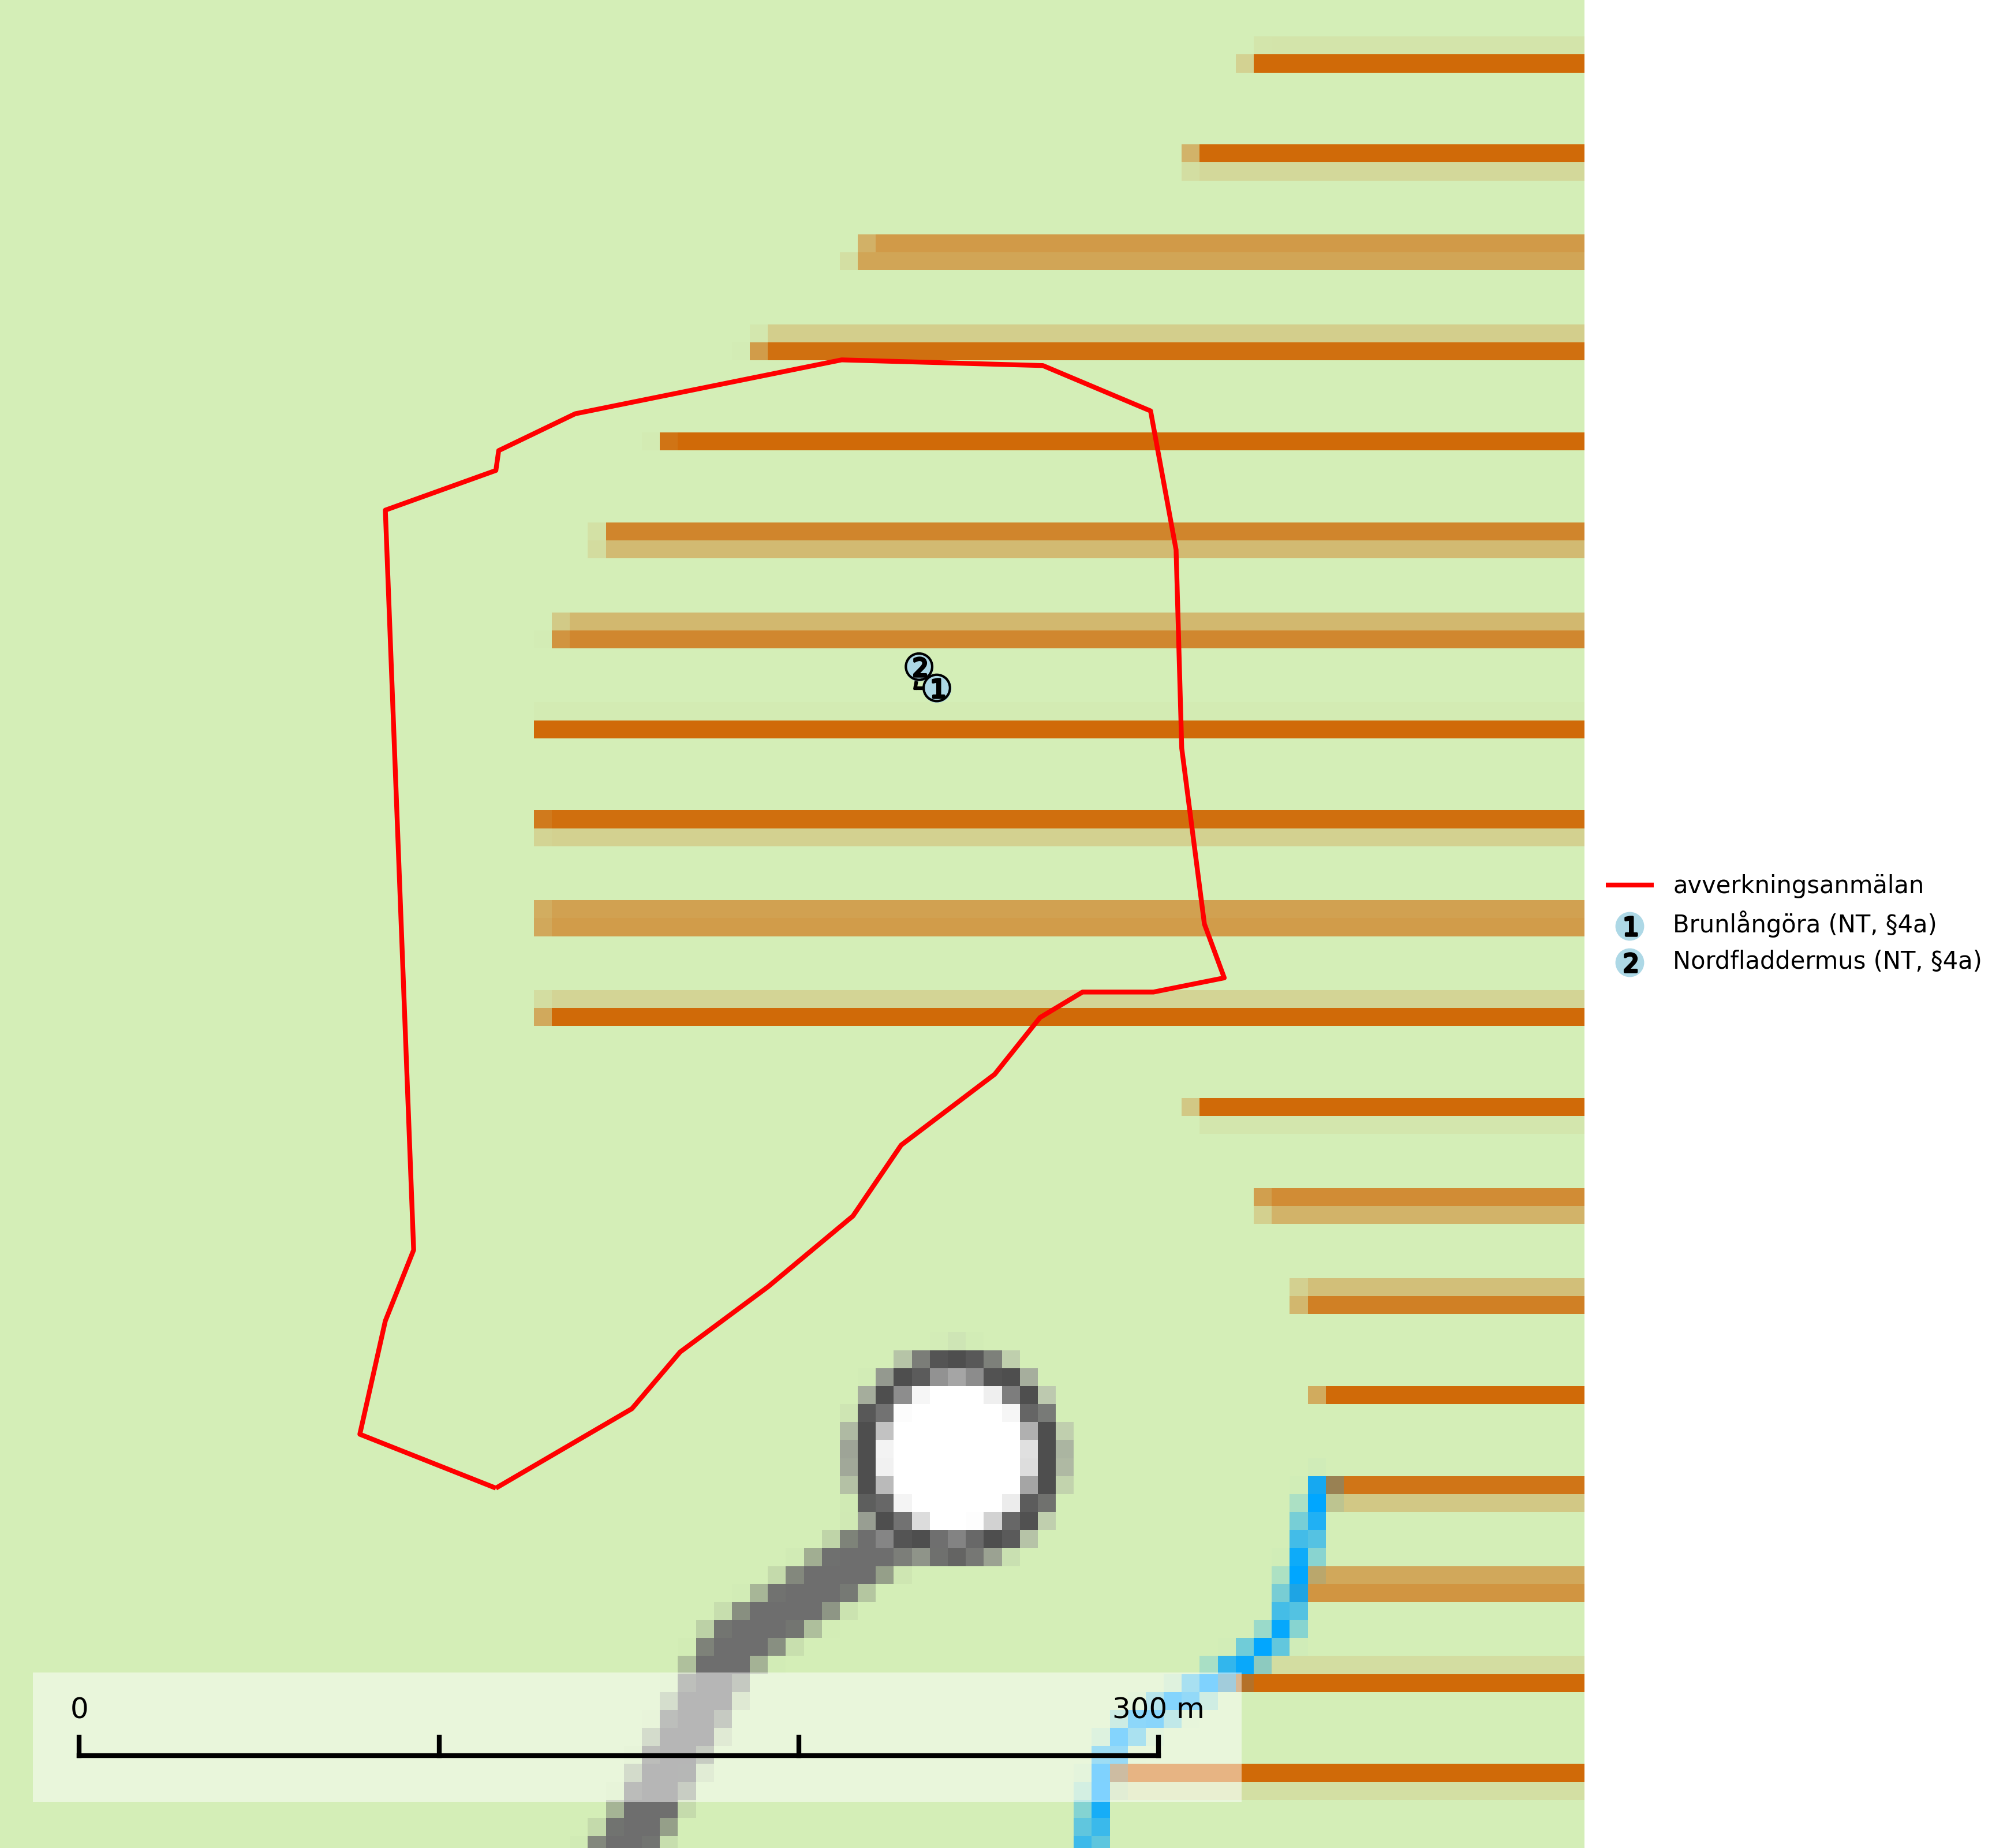 2
1
avverkningsanmälan
1 Brunlångöra (NT, §4a)
2 Nordfladdermus (NT, §4a)
0 300 m